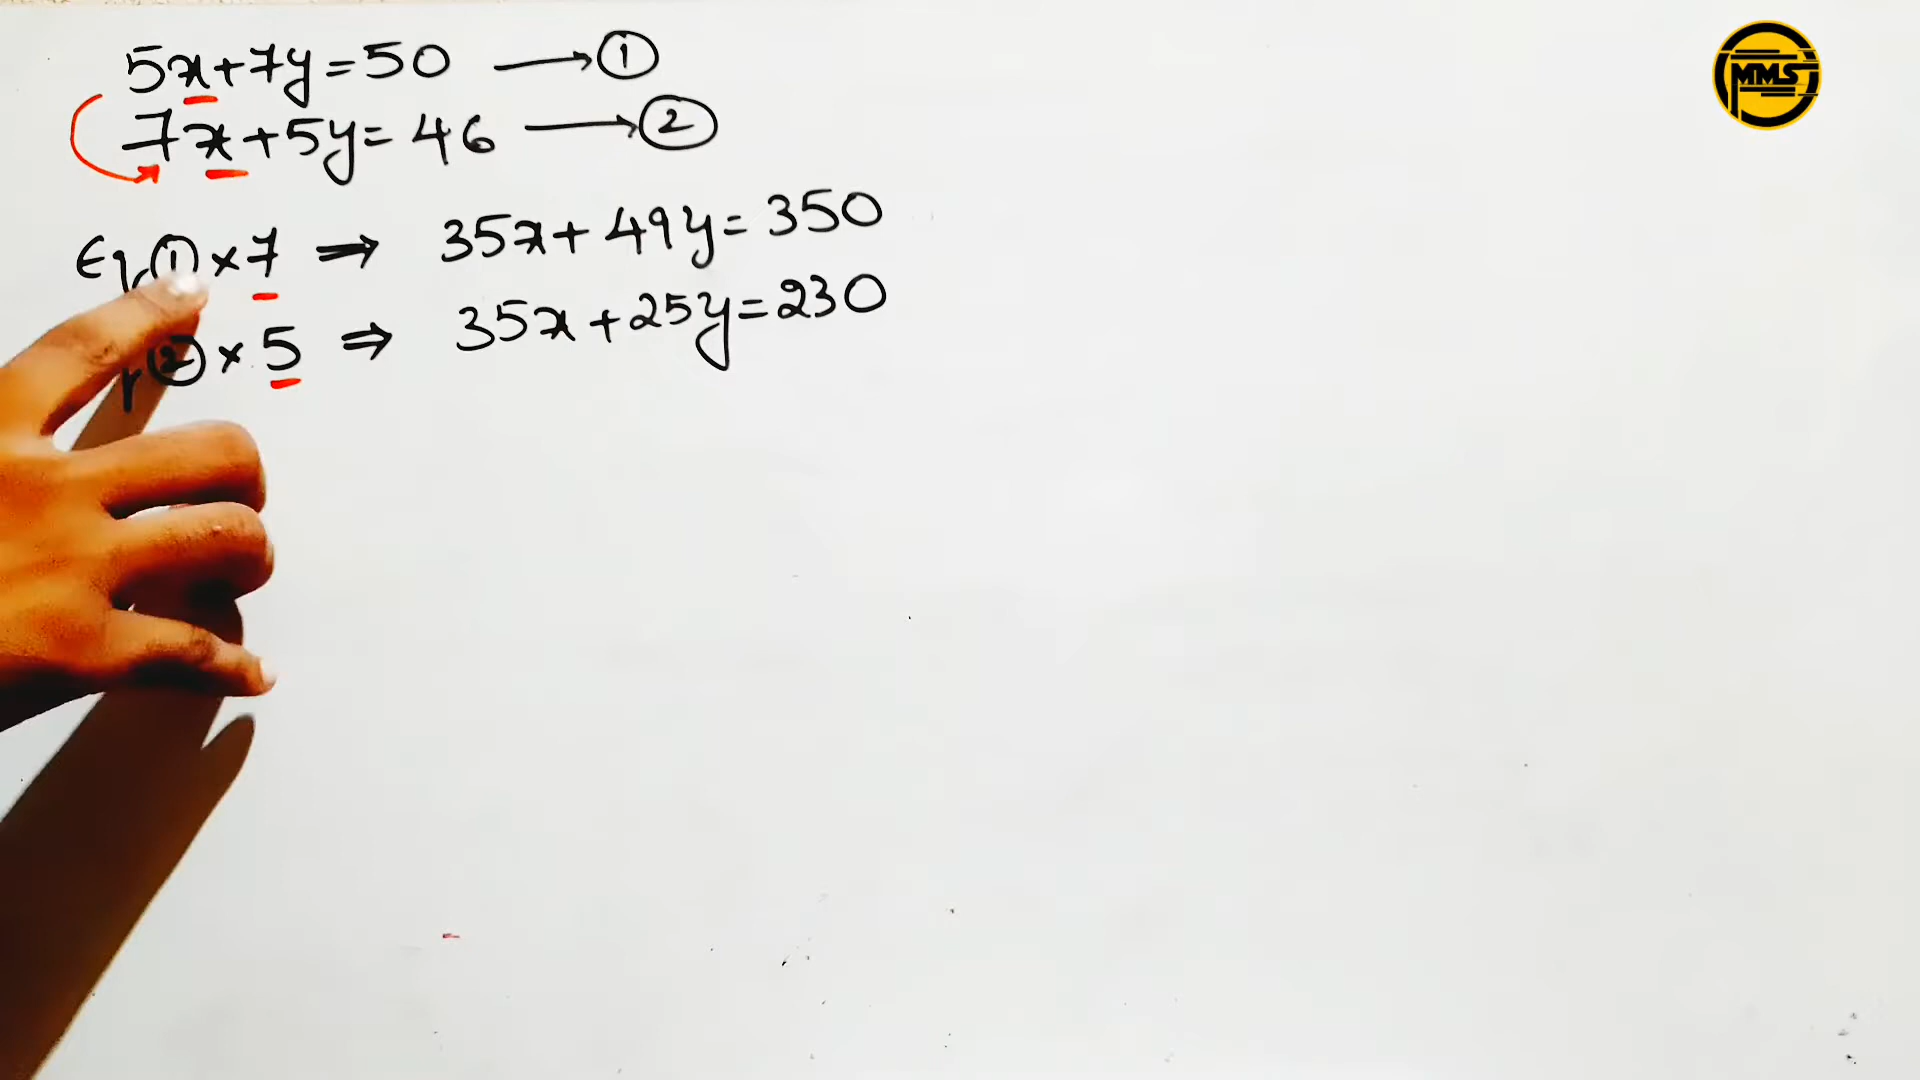 5x+7y=50 → ①
7x+5y=46 → ②
Eq ① × 7 ⇒ 35x+49y=350
② × 5 ⇒ 35x+25y=230
MMS